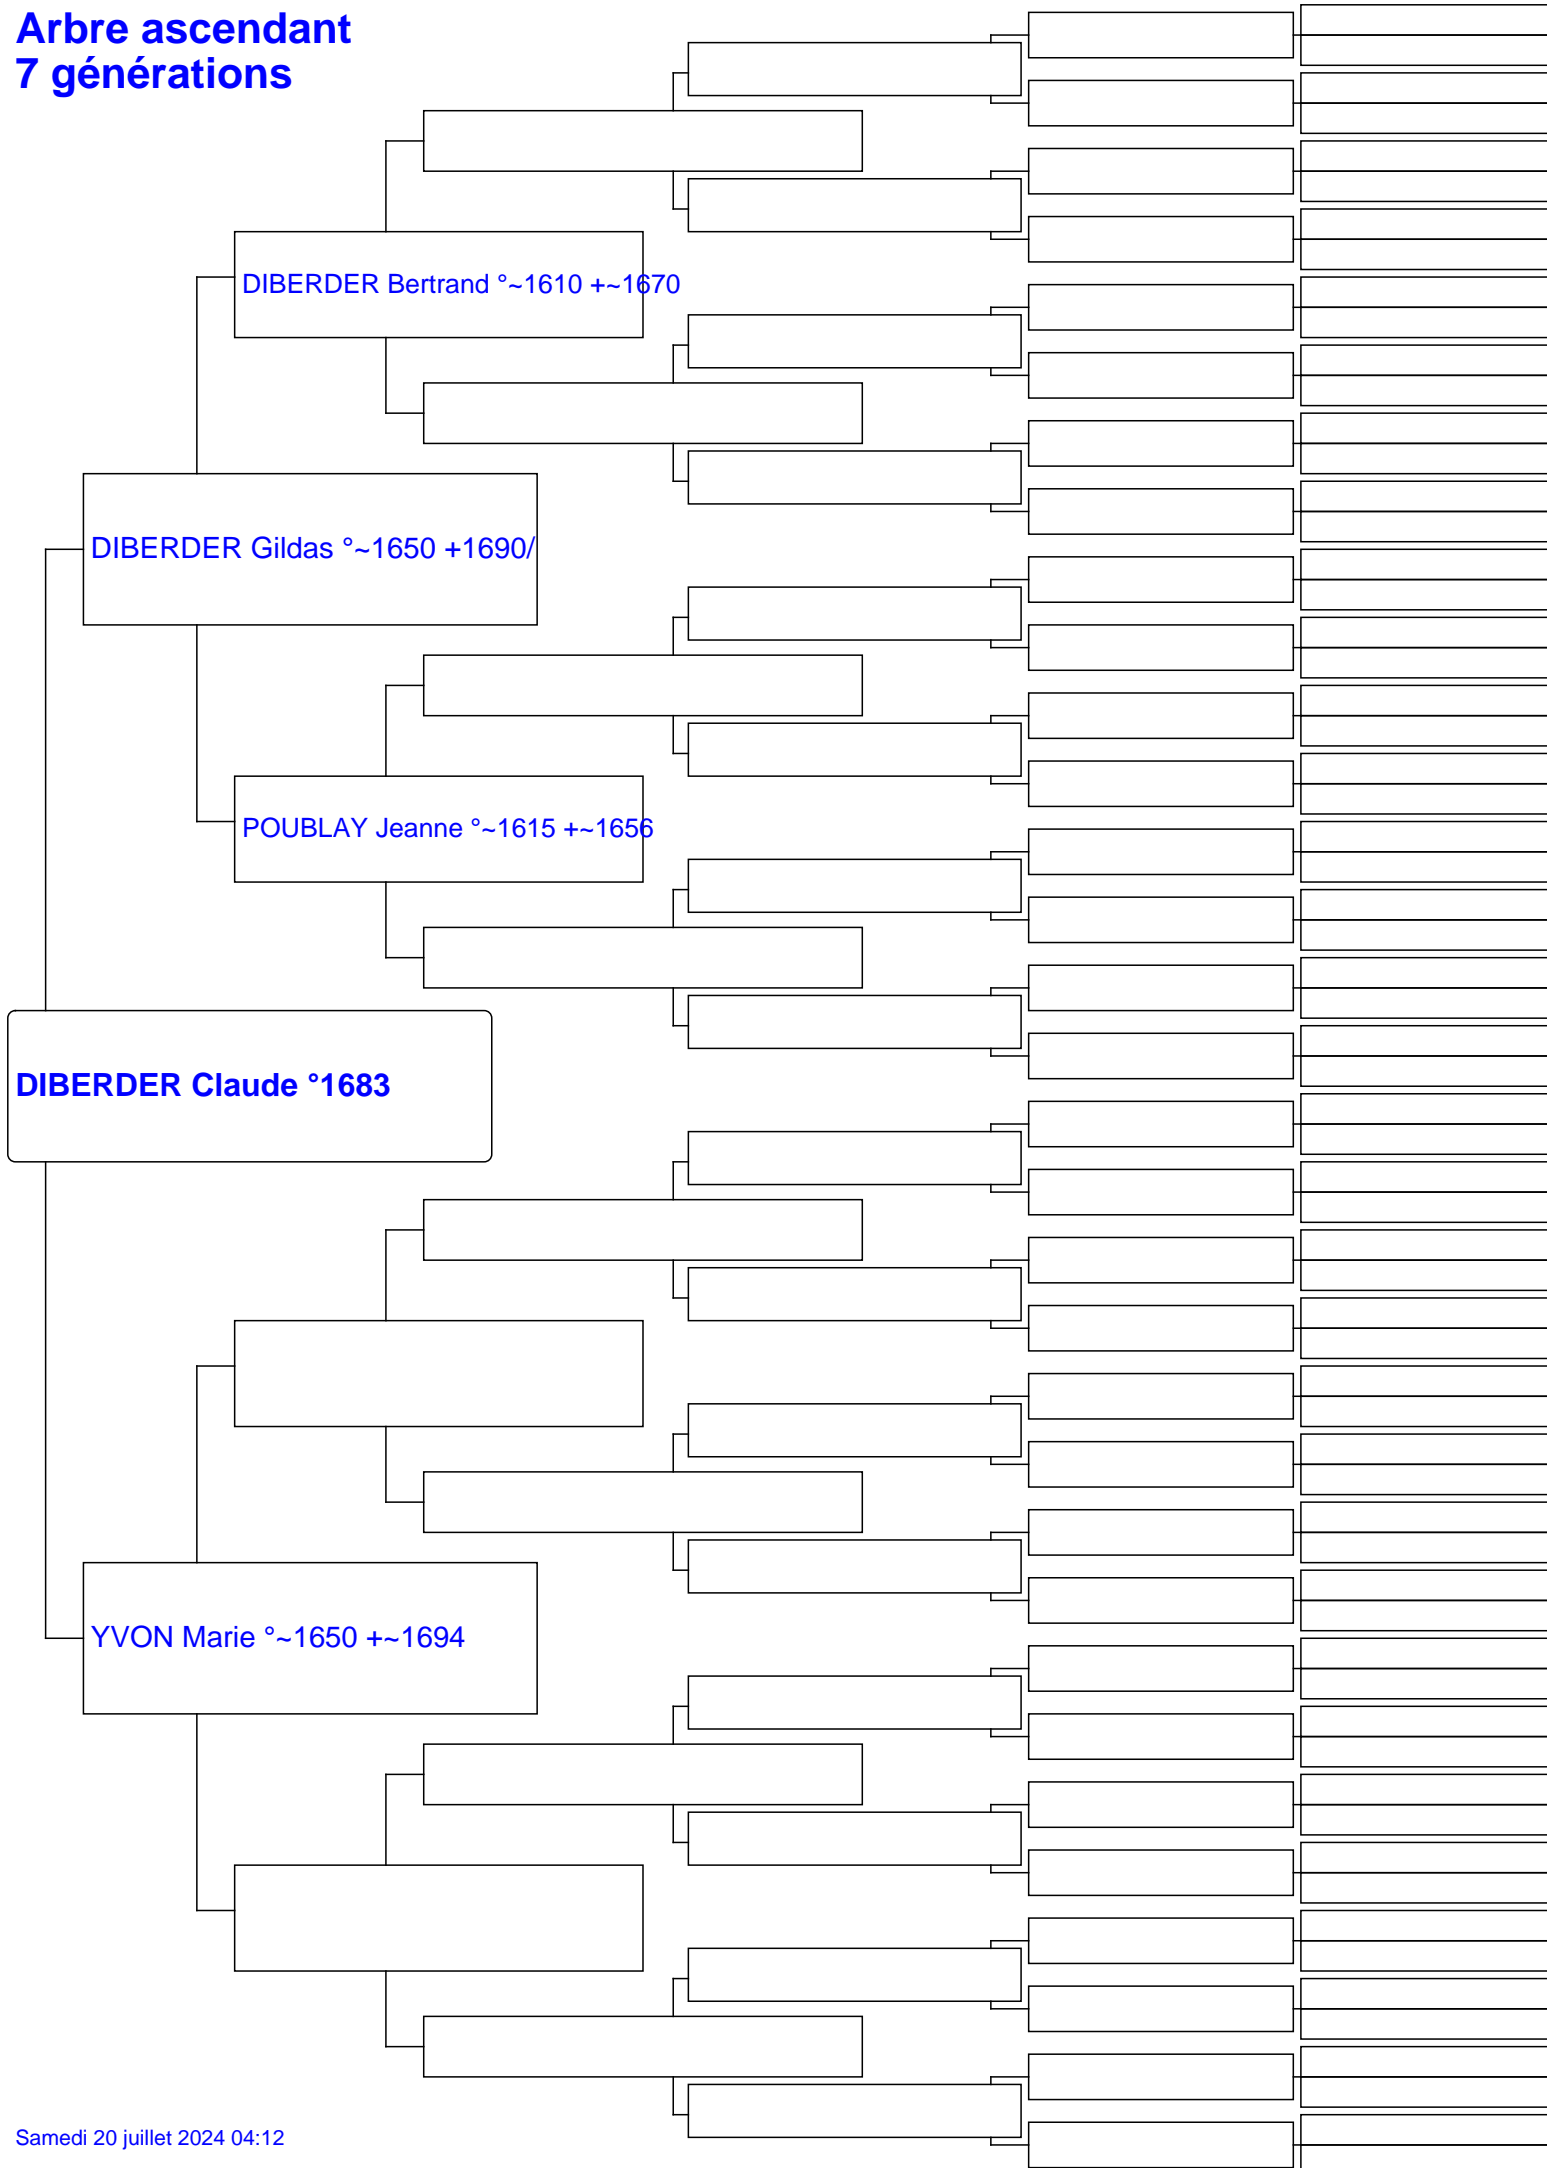 Arbre ascendant
7 générations
DIBERDER Bertrand °~1610 +~1670
DIBERDER Gildas °~1650 +1690/
POUBLAY Jeanne °~1615 +~1656
DIBERDER Claude °1683
YVON Marie °~1650 +~1694
Samedi 20 juillet 2024 04:12